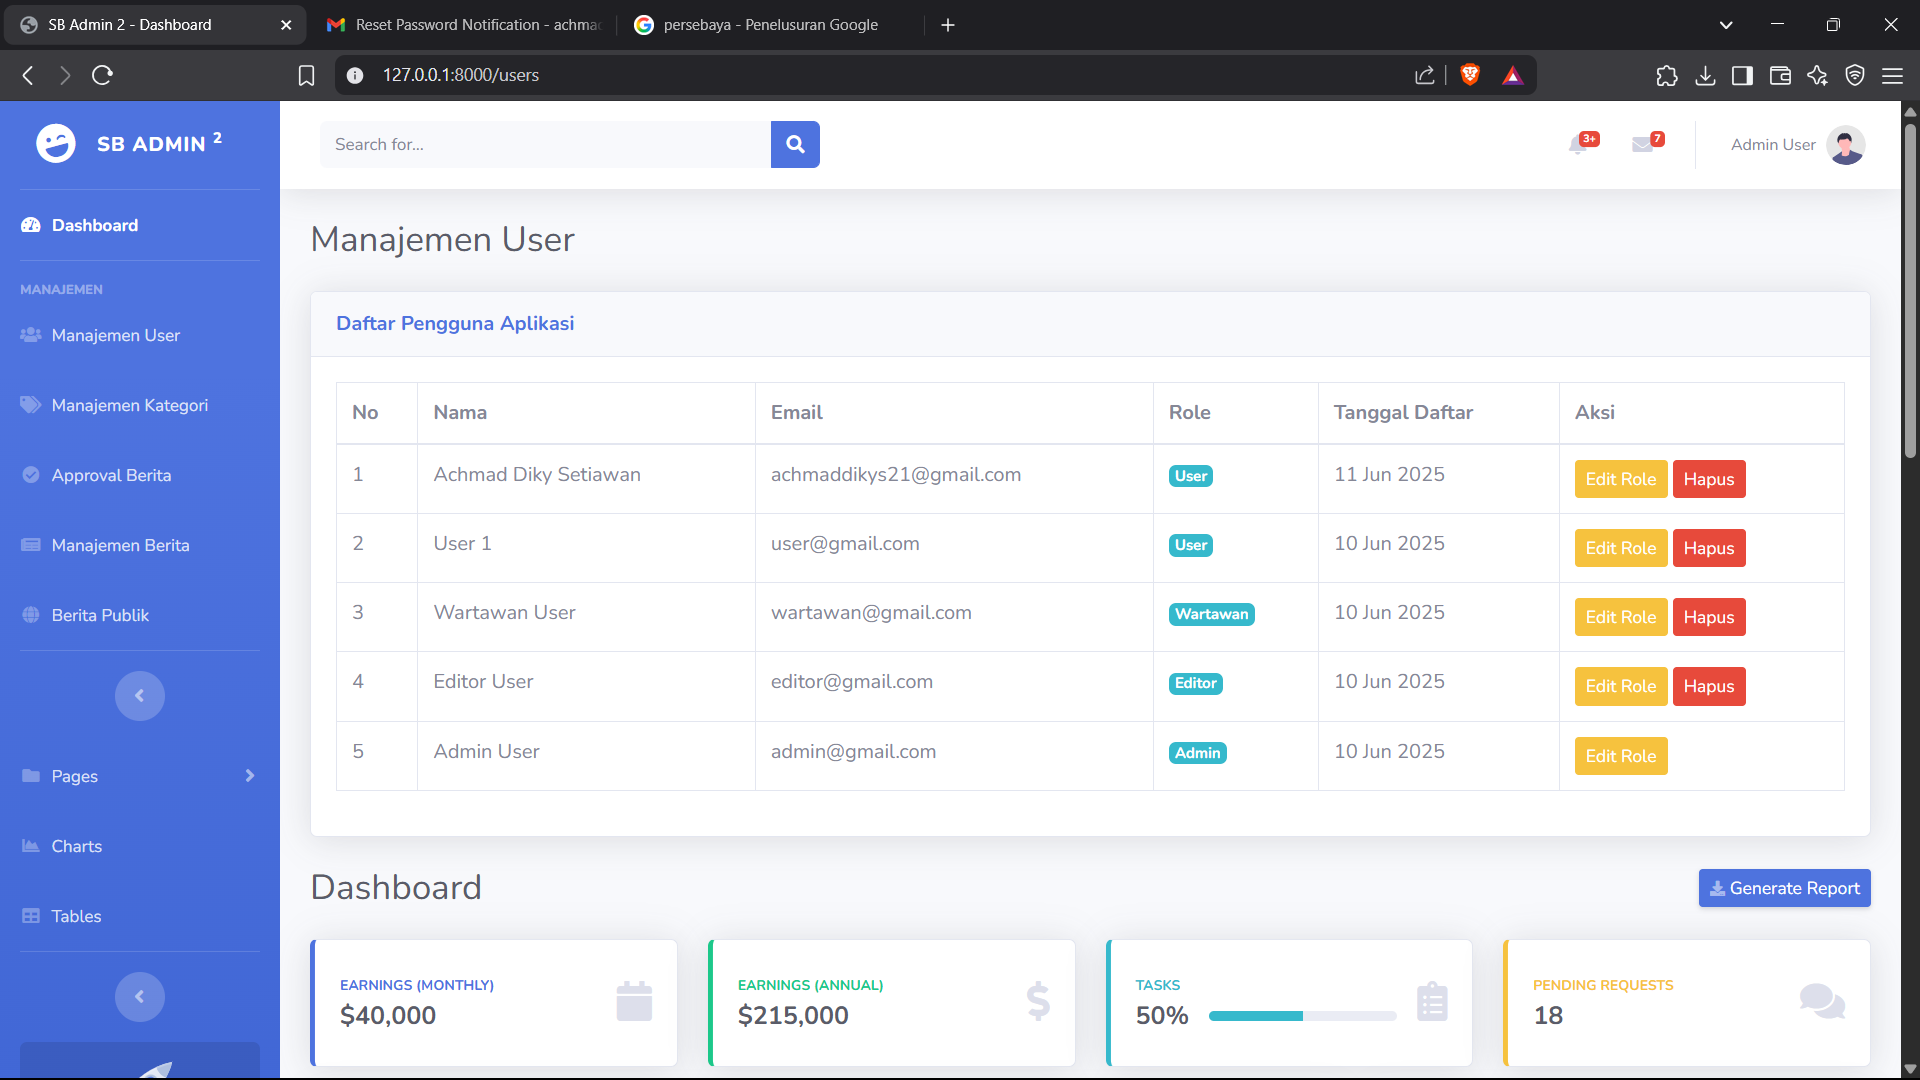 SB Admin 2 - Dashboard
Reset Password Notification - achmac
persebaya - Penelusuran Google
127.0.0.1:8000/users
SB ADMIN 2
Search for...
3+
7
Admin User
Dashboard
MANAJEMEN
Manajemen User
Manajemen Kategori
Approval Berita
Manajemen Berita
Berita Publik
Pages
Charts
Tables
Manajemen User
Daftar Pengguna Aplikasi
No Nama Email Role Tanggal Daftar Aksi
1 Achmad Diky Setiawan achmaddikys21@gmail.com User 11 Jun 2025 Edit Role Hapus
2 User 1 user@gmail.com User 10 Jun 2025 Edit Role Hapus
3 Wartawan User wartawan@gmail.com Wartawan 10 Jun 2025 Edit Role Hapus
4 Editor User editor@gmail.com Editor 10 Jun 2025 Edit Role Hapus
5 Admin User admin@gmail.com Admin 10 Jun 2025 Edit Role
Dashboard
Generate Report
EARNINGS (MONTHLY)
$40,000
EARNINGS (ANNUAL)
$215,000
TASKS
50%
PENDING REQUESTS
18